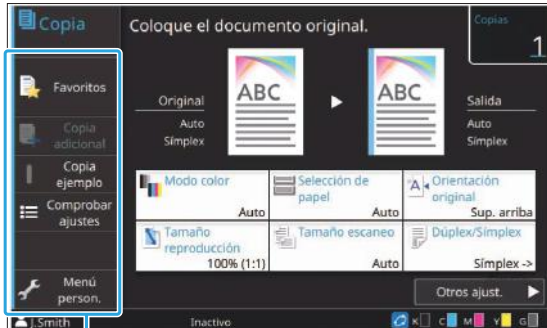 Copia
Coloque el documento original.
Copias
1
Favoritos
Copia
adicional
Copia
ejemplo
Comprobar
ajustes
Menú
person.
Original
Auto
Símplex
ABC
ABC
Salida
Auto
Símplex
Modo color
Auto
Selección de
papel
Auto
Orientación
original
Sup. arriba
Tamaño
reproducción
100% (1:1)
Tamaño escaneo
Auto
Dúplex/Símplex
Símplex ->
Otros ajust.
J.Smith
Inactivo
K C M Y G